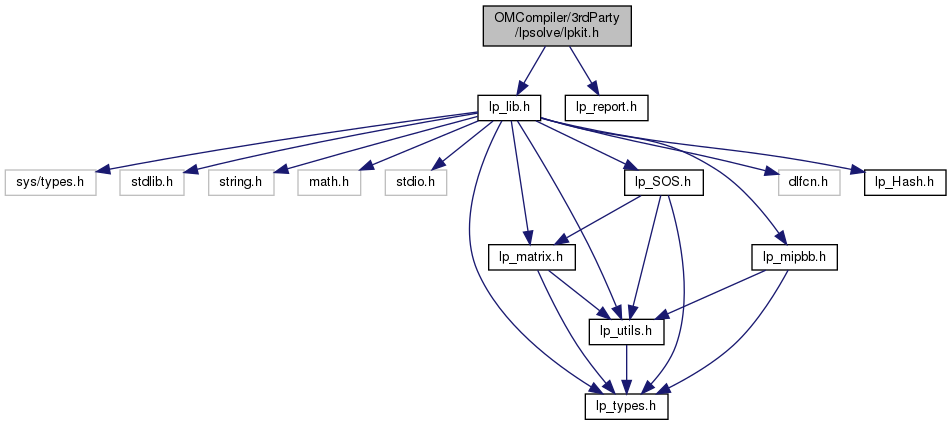 OMCompiler/3rdParty
/lpsolve/lpkit.h
lp_lib.h
lp_report.h
sys/types.h
stdlib.h
string.h
math.h
stdio.h
lp_SOS.h
dlfcn.h
lp_Hash.h
lp_matrix.h
lp_mipbb.h
lp_utils.h
lp_types.h